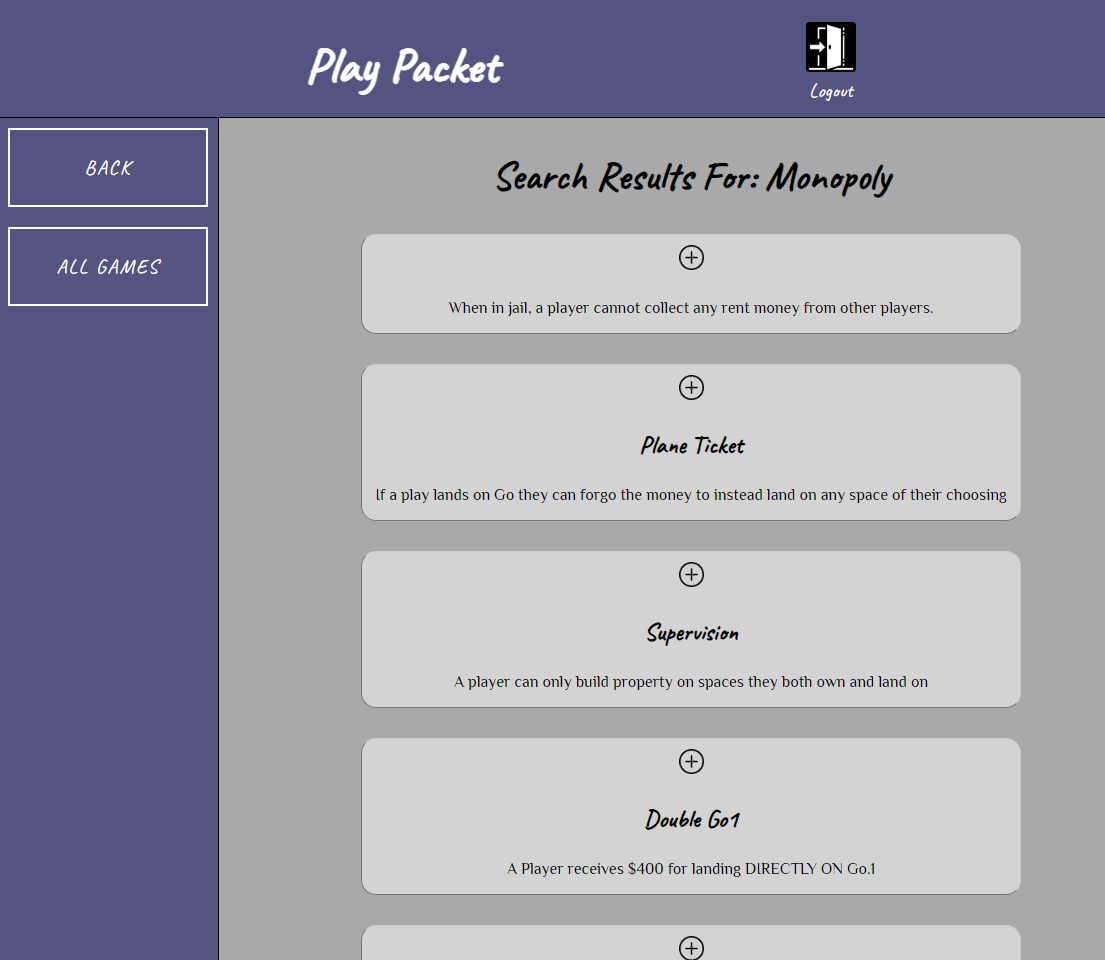 Play Packet
Logout
BACK
ALL GAMES
Search Results For: Monopoly
When in jail, a player cannot collect any rent money from other players.
Plane Ticket
If a play lands on Go they can forgo the money to instead land on any space of their choosing
Supervision
A player can only build property on spaces they both own and land on
Double Go1
A Player receives $400 for landing DIRECTLY ON Go.1